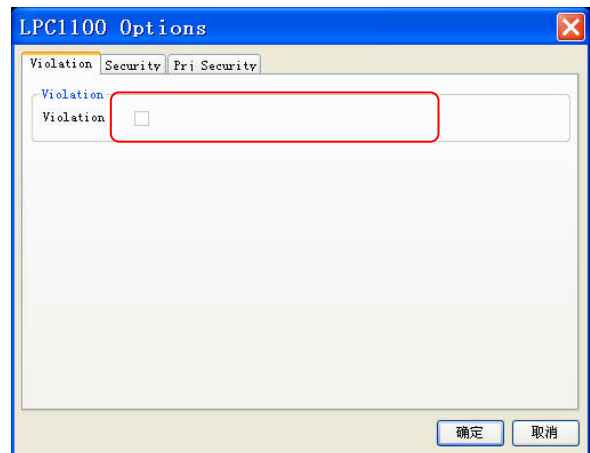 LPC1100 Options
Violation Security Prj Security
Violation
Violation
确定 取消